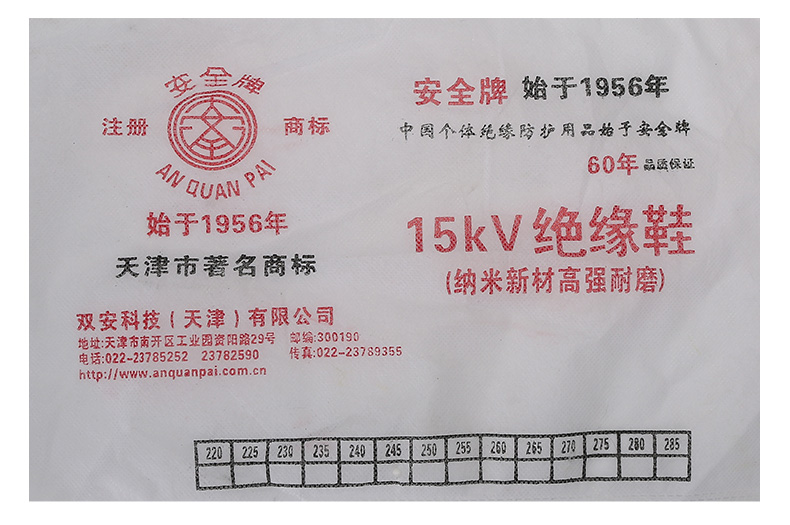 安全牌
注册 商标
AN QUAN PAI
始于1956年
天津市著名商标
双安科技(天津)有限公司
地址:天津市南开区工业园资阳路29号 邮编:300190
电话:022-23785252 23782590 传真:022-23789355
http://www.anquanpai.com.cn
安全牌 始于1956年
中国个体绝缘防护用品始于安全牌
60年 品质保证
15kV 绝缘鞋
(纳米新材高强耐磨)
220 225 230 235 240 245 250 255 260 265 270 275 280 285